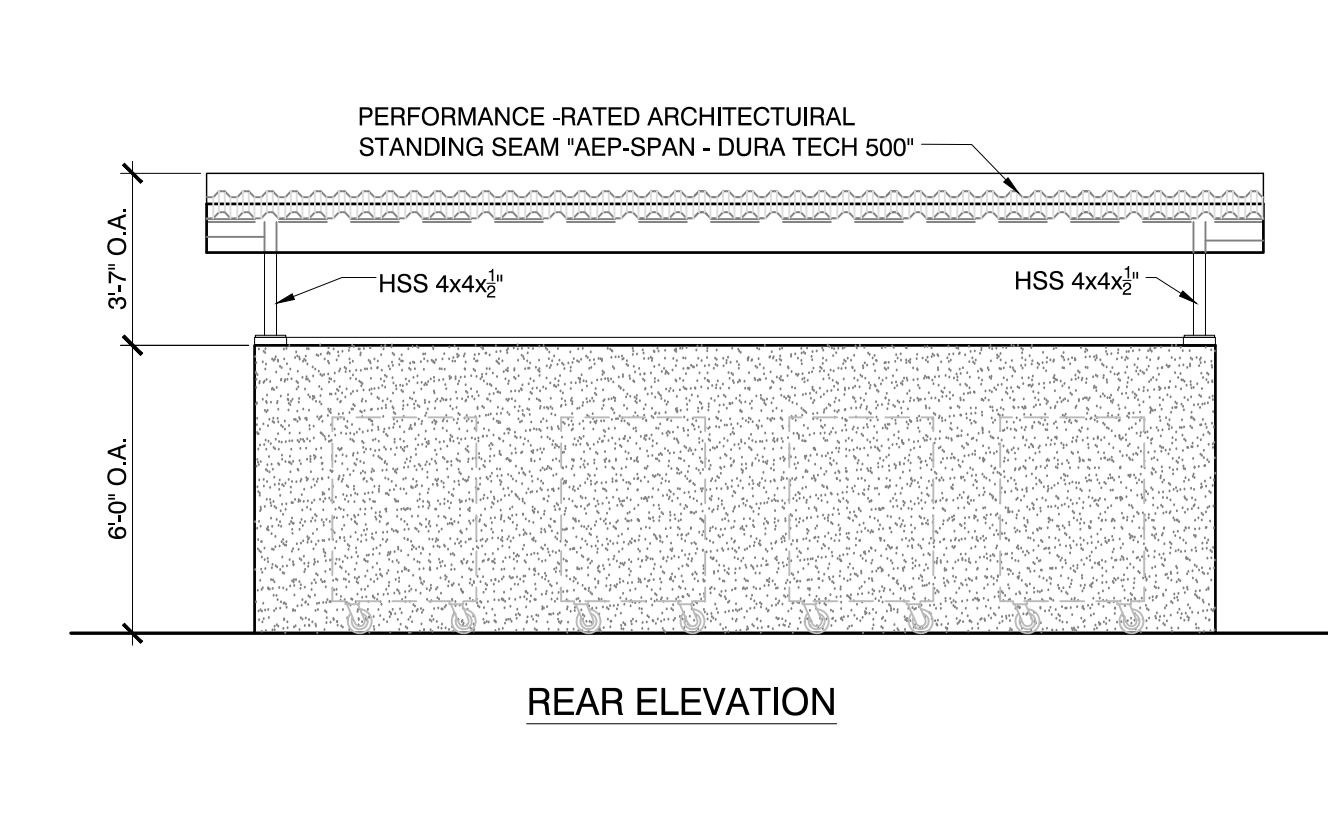 PERFORMANCE -RATED ARCHITECTUIRAL
STANDING SEAM "AEP-SPAN - DURA TECH 500"
3'-7" O.A.
HSS 4x4x½"
HSS 4x4x½"
6'-0" O.A.
REAR ELEVATION